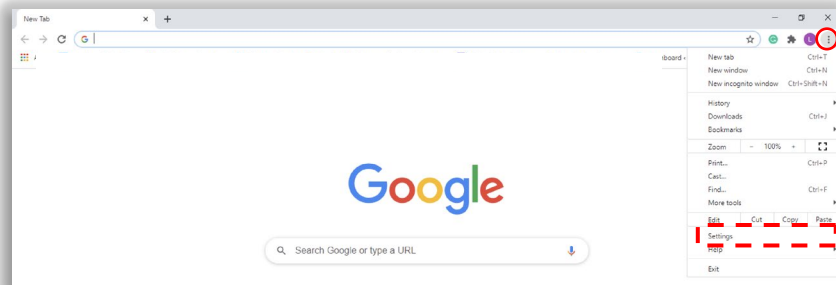 New Tab
G
L
board
New tab Ctrl+T
New window Ctrl+N
New incognito window Ctrl+Shift+N
History
Downloads Ctrl+J
Bookmarks
Zoom - 100% +
Print... Ctrl+P
Cast...
Find... Ctrl+F
More tools
Edit Cut Copy Paste
Settings
Help
Exit
Google
Search Google or type a URL